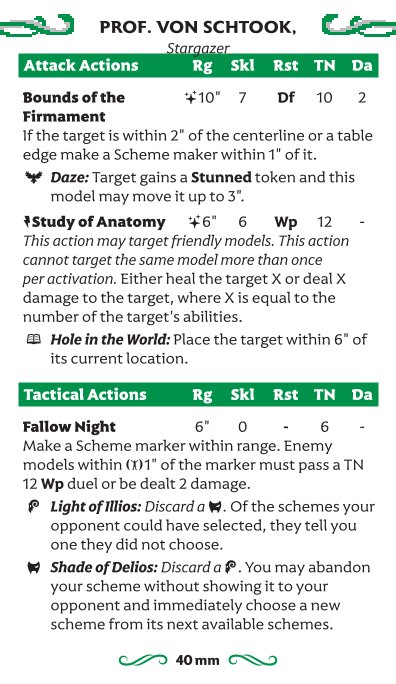 PROF. VON SCHTOOK,
Stargazer
Attack Actions Rg Skl Rst TN Da
Bounds of the 10" 7 Df 10 2
Firmament
If the target is within 2" of the centerline or a table
edge make a Scheme maker within 1" of it.
Daze: Target gains a Stunned token and this
model may move it up to 3".
Study of Anatomy 6" 6 Wp 12 -
This action may target friendly models. This action
cannot target the same model more than once
per activation. Either heal the target X or deal X
damage to the target, where X is equal to the
number of the target's abilities.
Hole in the World: Place the target within 6" of
its current location.
Tactical Actions Rg Skl Rst TN Da
Fallow Night 6" 0 - 6 -
Make a Scheme marker within range. Enemy
models within 1" of the marker must pass a TN
12 Wp duel or be dealt 2 damage.
Light of Illios: Discard a . Of the schemes your
opponent could have selected, they tell you
one they did not choose.
Shade of Delios: Discard a . You may abandon
your scheme without showing it to your
opponent and immediately choose a new
scheme from its next available schemes.
40 mm